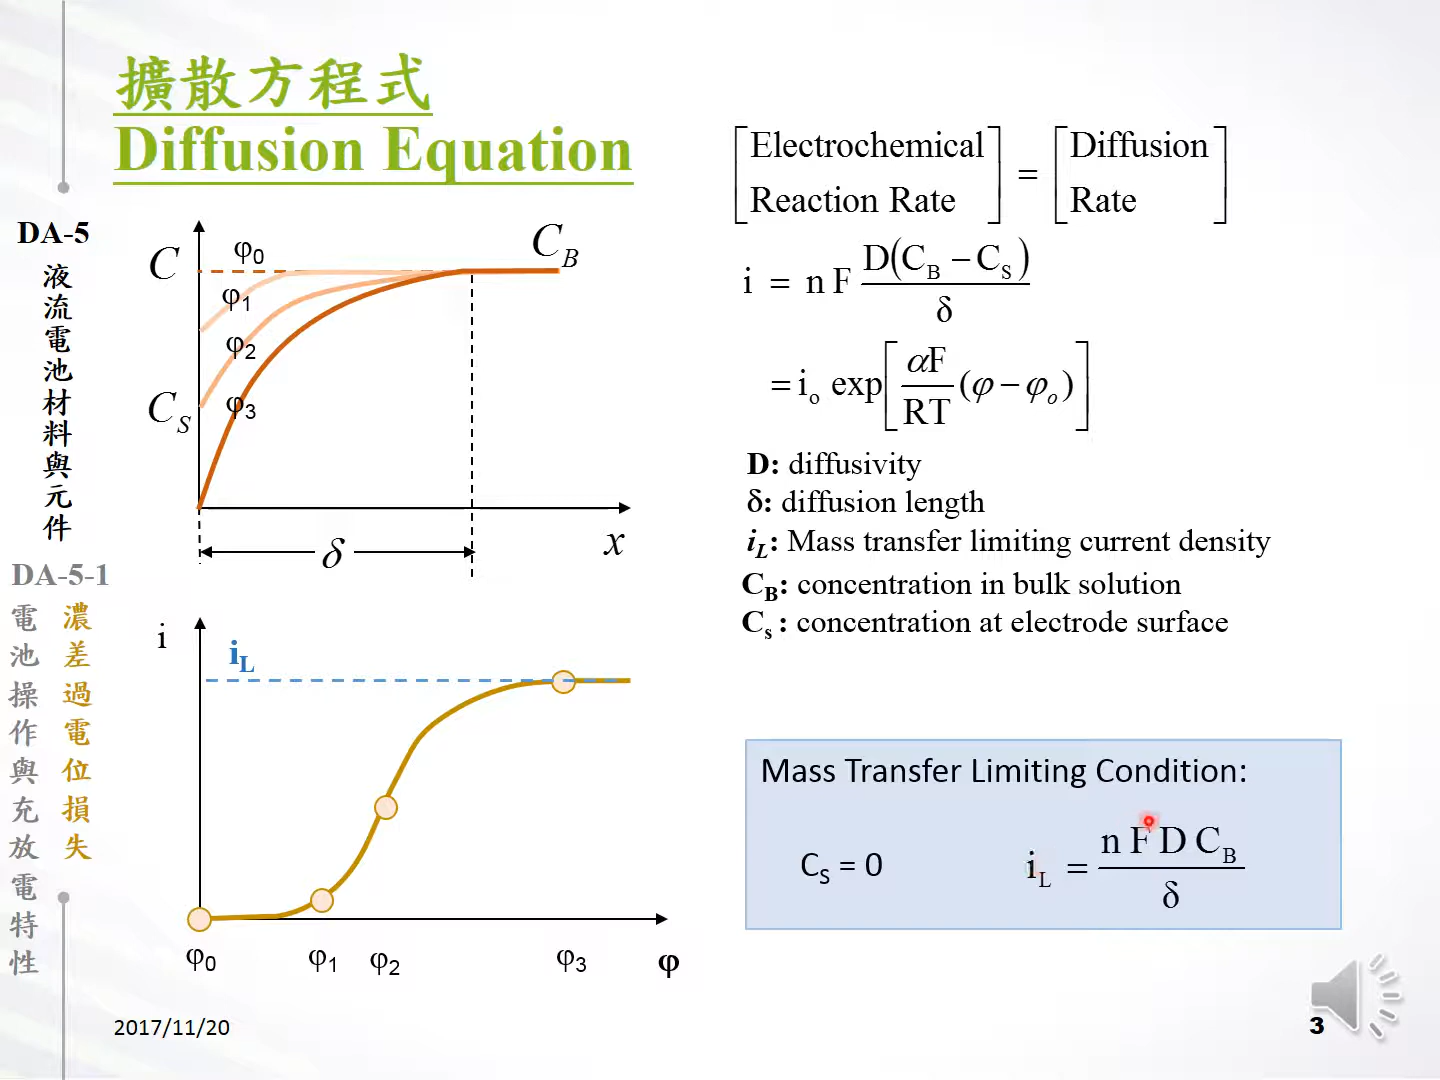 擴散方程式
Diffusion Equation
DA-5
液流電池材料與元件
DA-5-1
電池操作與充放電特性
濃差過電位損失
C
φ0
φ1
φ2
φ3
C_B
C_S
δ
x
i
i_L
φ0
φ1
φ2
φ3
φ
[Electrochemical Reaction Rate] = [Diffusion Rate]
i = n F D(C_B − C_S) / δ
= i_o exp[ αF/RT (φ − φ_o) ]
D: diffusivity
δ: diffusion length
i_L: Mass transfer limiting current density
C_B: concentration in bulk solution
C_s : concentration at electrode surface
Mass Transfer Limiting Condition:
C_S = 0
i_L = n F D C_B / δ
2017/11/20
3